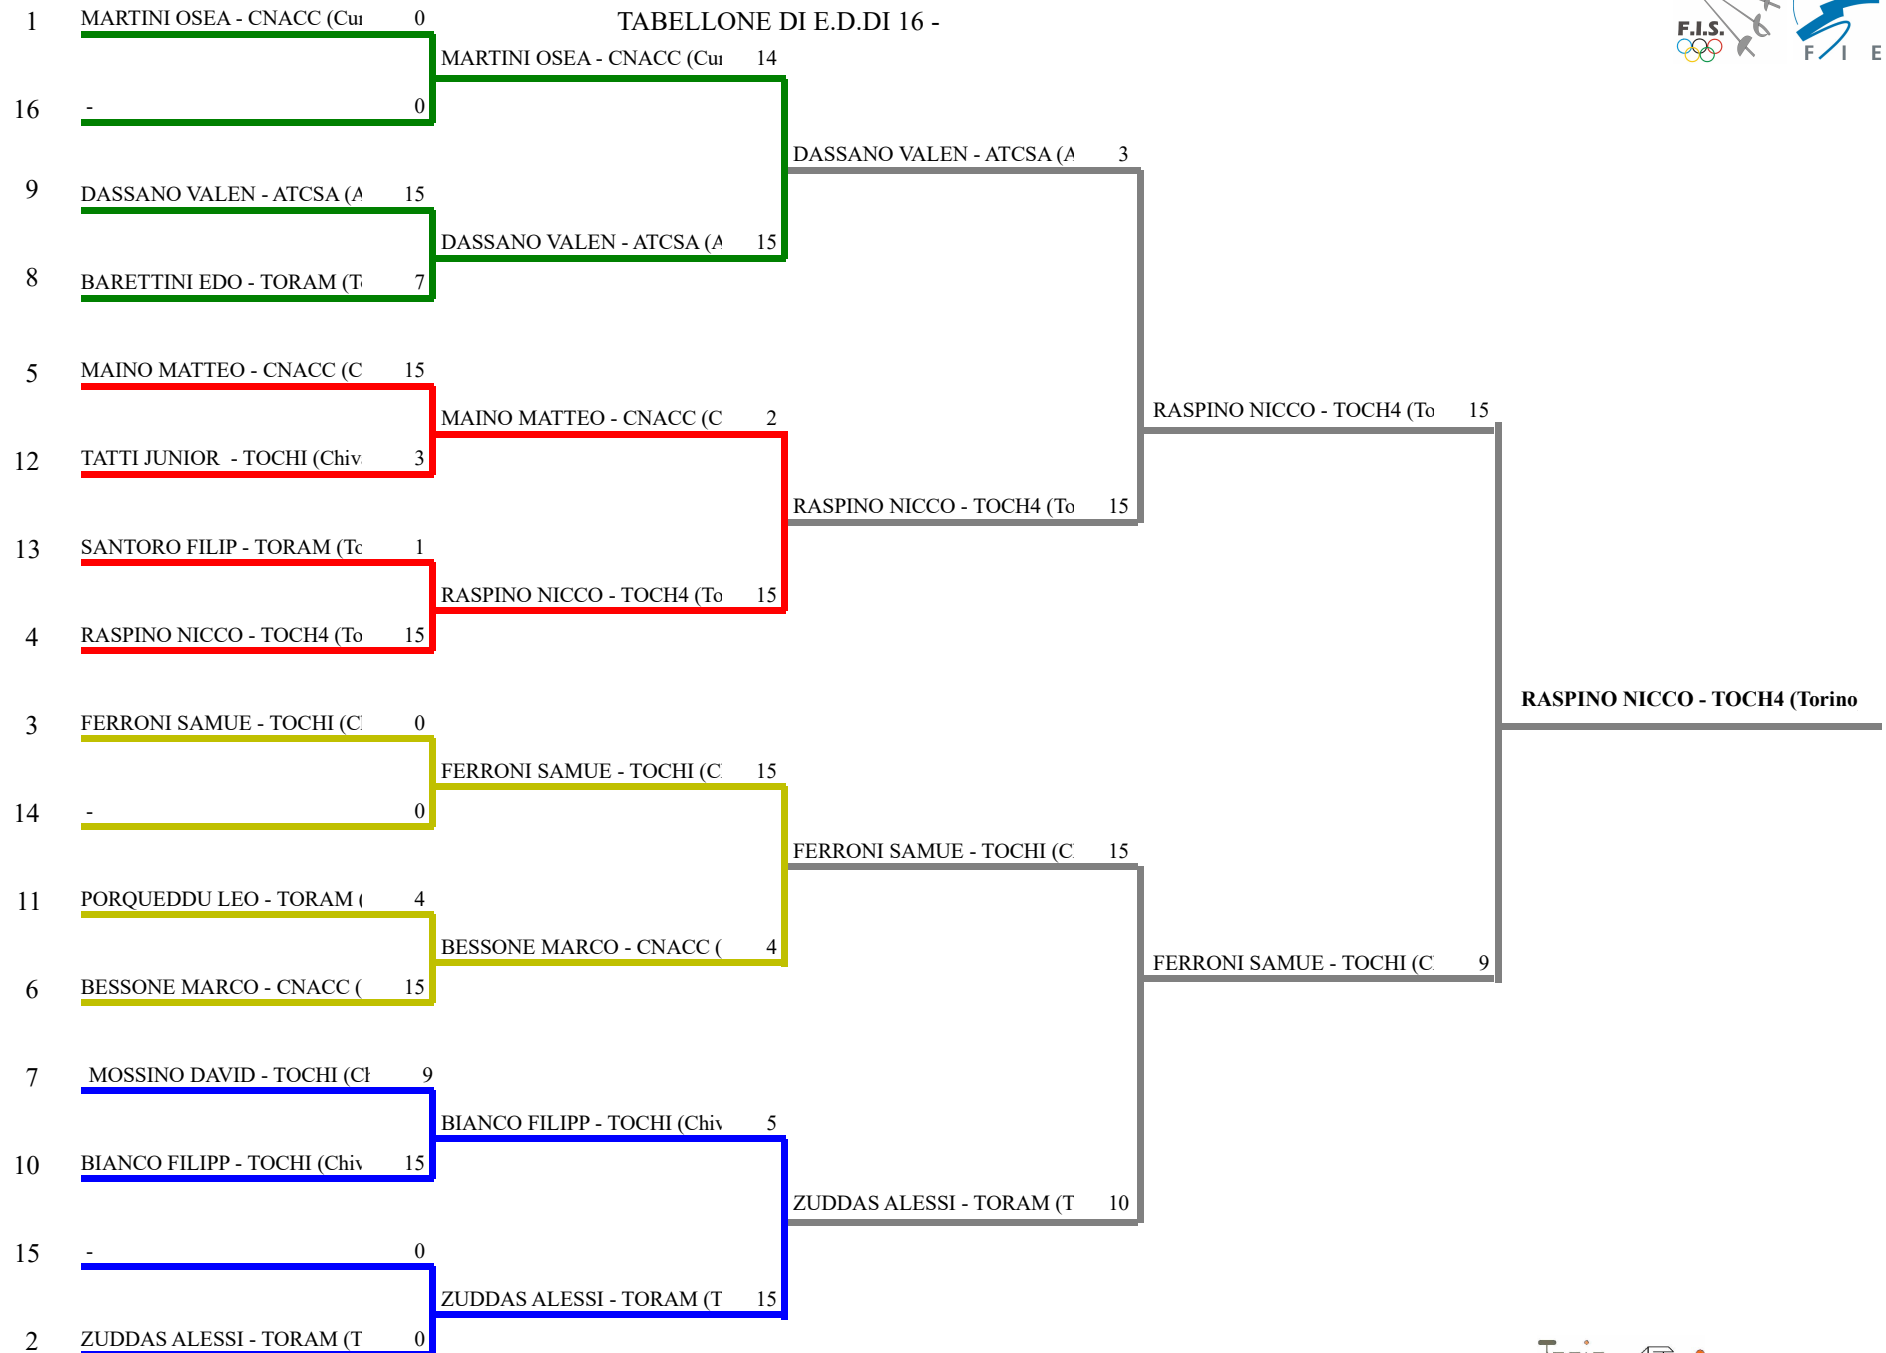 TABELLONE DI E.D.DI 16 -
F.I.S.
F I E
1 MARTINI OSEA - CNACC (Cu 0
MARTINI OSEA - CNACC (Cu 14
16 - 0
DASSANO VALEN - ATCSA (A 3
9 DASSANO VALEN - ATCSA (A 15
DASSANO VALEN - ATCSA (A 15
8 BARETTINI EDO - TORAM (T 7
5 MAINO MATTEO - CNACC (C 15
MAINO MATTEO - CNACC (C 2
RASPINO NICCO - TOCH4 (To 15
12 TATTI JUNIOR - TOCHI (Chiv 3
RASPINO NICCO - TOCH4 (To 15
13 SANTORO FILIP - TORAM (To 1
RASPINO NICCO - TOCH4 (To 15
4 RASPINO NICCO - TOCH4 (To 15
RASPINO NICCO - TOCH4 (Torino
3 FERRONI SAMUE - TOCHI (C 0
FERRONI SAMUE - TOCHI (C 15
14 - 0
FERRONI SAMUE - TOCHI (C 15
11 PORQUEDDU LEO - TORAM ( 4
BESSONE MARCO - CNACC ( 4
FERRONI SAMUE - TOCHI (C 9
6 BESSONE MARCO - CNACC ( 15
7 MOSSINO DAVID - TOCHI (Ch 9
BIANCO FILIPP - TOCHI (Chiv 5
10 BIANCO FILIPP - TOCHI (Chiv 15
ZUDDAS ALESSI - TORAM (T 10
15 - 0
ZUDDAS ALESSI - TORAM (T 15
2 ZUDDAS ALESSI - TORAM (T 0